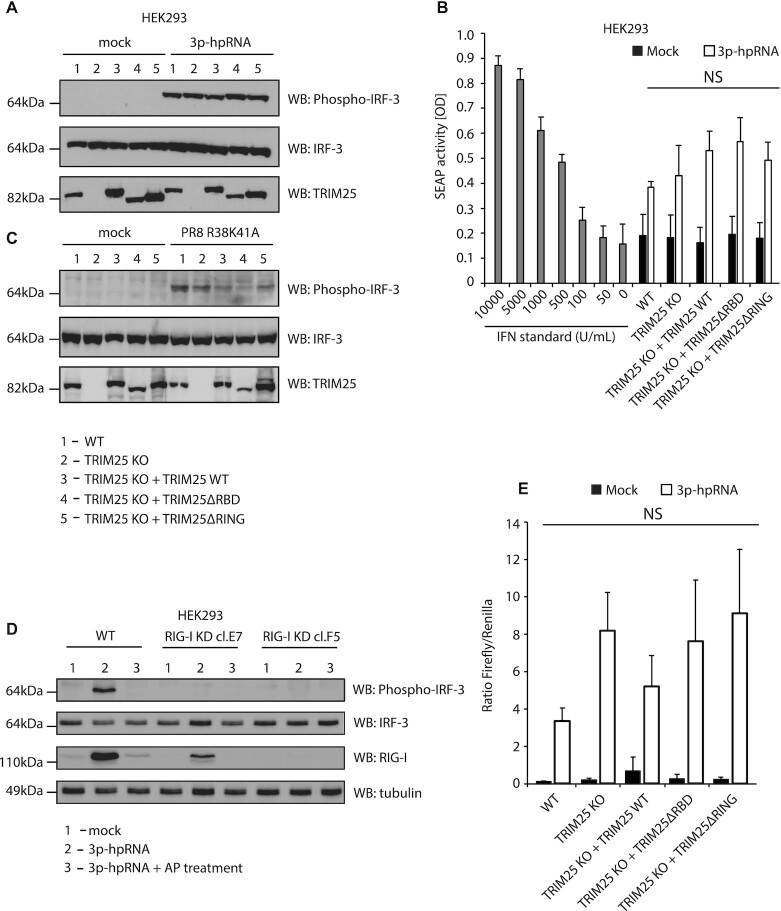 A
HEK293
mock 3p-hpRNA
1 2 3 4 5 1 2 3 4 5
64kDa WB: Phospho-IRF-3
64kDa WB: IRF-3
82kDa WB: TRIM25
C
mock PR8 R38K41A
1 2 3 4 5 1 2 3 4 5
64kDa WB: Phospho-IRF-3
64kDa WB: IRF-3
82kDa WB: TRIM25
1 – WT
2 – TRIM25 KO
3 – TRIM25 KO + TRIM25 WT
4 – TRIM25 KO + TRIM25ΔRBD
5 – TRIM25 KO + TRIM25ΔRING
B
HEK293
Mock 3p-hpRNA
NS
SEAP activity [OD]
1.0
0.9
0.8
0.7
0.6
0.5
0.4
0.3
0.2
0.1
0
10000 5000 1000 500 100 50 0
IFN standard (U/mL)
WT
TRIM25 KO
TRIM25 KO + TRIM25 WT
TRIM25 KO + TRIM25ΔRBD
TRIM25 KO + TRIM25ΔRING
D
HEK293
WT RIG-I KD cl.E7 RIG-I KD cl.F5
1 2 3 1 2 3 1 2 3
64kDa WB: Phospho-IRF-3
64kDa WB: IRF-3
110kDa WB: RIG-I
49kDa WB: tubulin
1 – mock
2 – 3p-hpRNA
3 – 3p-hpRNA + AP treatment
E
Mock 3p-hpRNA
NS
Ratio Firefly/Renilla
14
12
10
8
6
4
2
0
WT
TRIM25 KO
TRIM25 KO + TRIM25 WT
TRIM25 KO + TRIM25ΔRBD
TRIM25 KO + TRIM25ΔRING